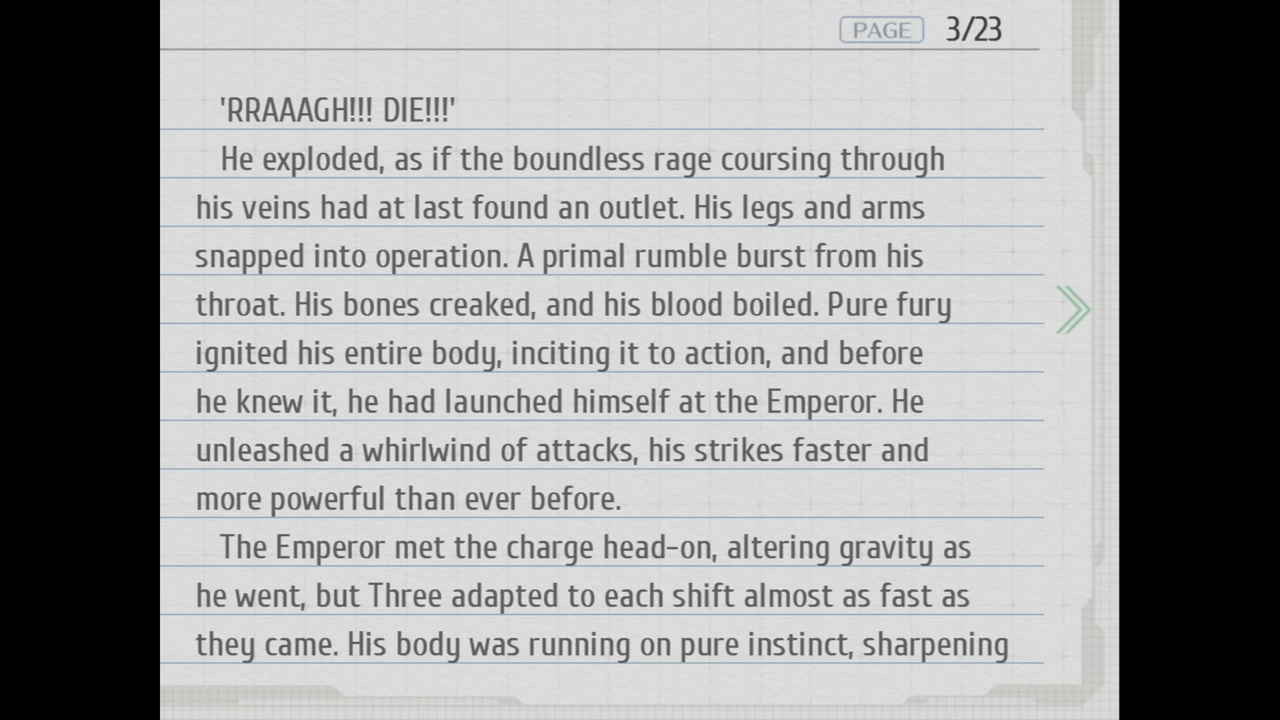 PAGE 3/23
'RRAAAGH!!! DIE!!!'
He exploded, as if the boundless rage coursing through
his veins had at last found an outlet. His legs and arms
snapped into operation. A primal rumble burst from his
throat. His bones creaked, and his blood boiled. Pure fury
ignited his entire body, inciting it to action, and before
he knew it, he had launched himself at the Emperor. He
unleashed a whirlwind of attacks, his strikes faster and
more powerful than ever before.
The Emperor met the charge head-on, altering gravity as
he went, but Three adapted to each shift almost as fast as
they came. His body was running on pure instinct, sharpening